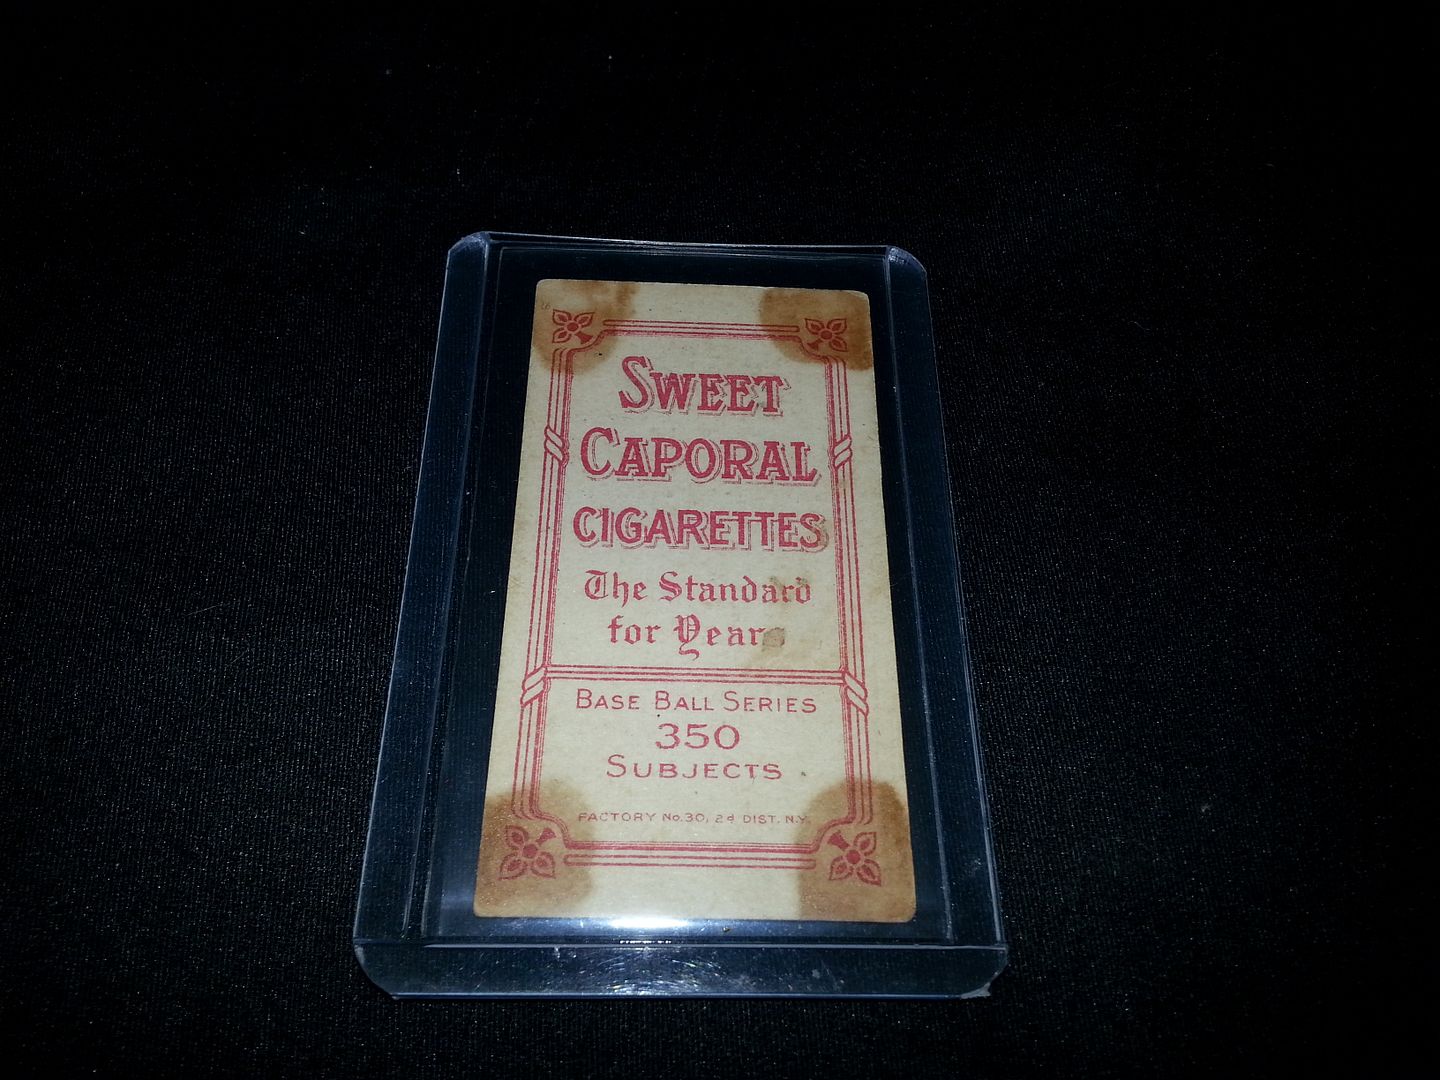 SWEET
CAPORAL
CIGARETTES
The Standard
for Years
BASE BALL SERIES
350
SUBJECTS
FACTORY No. 30, 2d DIST. N.Y.